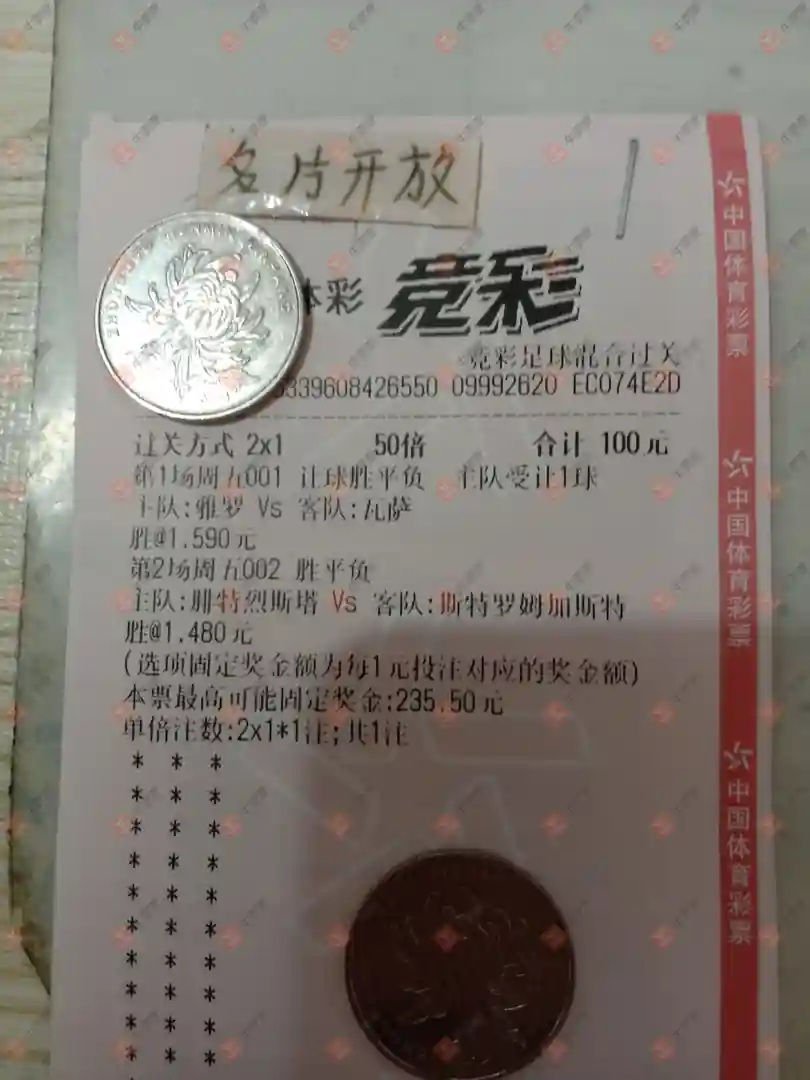 名片开放
1
体彩 竞彩
竞彩足球混合过关
5339608426550 09992620 EC074E2D
过关方式 2x1 50倍 合计 100元
第1场周五001 让球胜平负 主队受让1球
主队:雅罗 Vs 客队:瓦萨
胜@1.590元
第2场周五002 胜平负
主队:腓特烈斯塔 Vs 客队:斯特罗姆加斯特
胜@1.480元
(选项固定奖金额为每1元投注对应的奖金额)
本票最高可能固定奖金:235.50元
单倍注数:2x1*1注;共1注
* * *
* * *
* * *
* * *
* * *
* * *
* * *
* * *
* * *
* * *
中国体育彩票
中国体育彩票
中国体育彩票